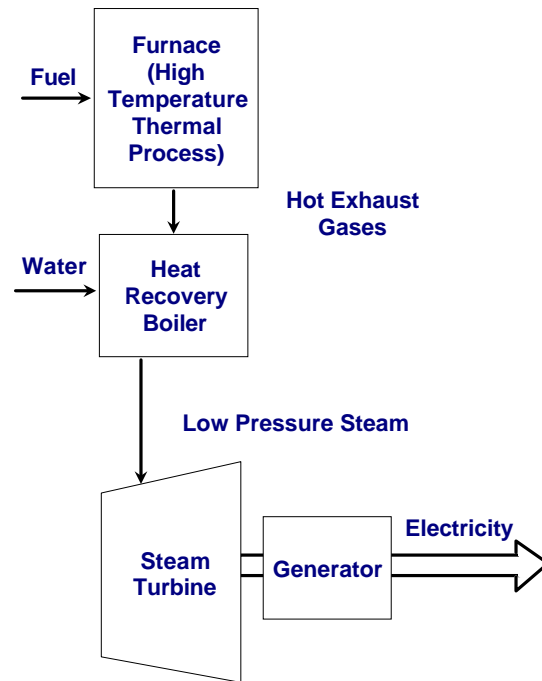 Furnace
(High
Temperature
Thermal
Process)
Fuel
Hot Exhaust
Gases
Water
Heat
Recovery
Boiler
Low Pressure Steam
Electricity
Steam
Turbine
Generator